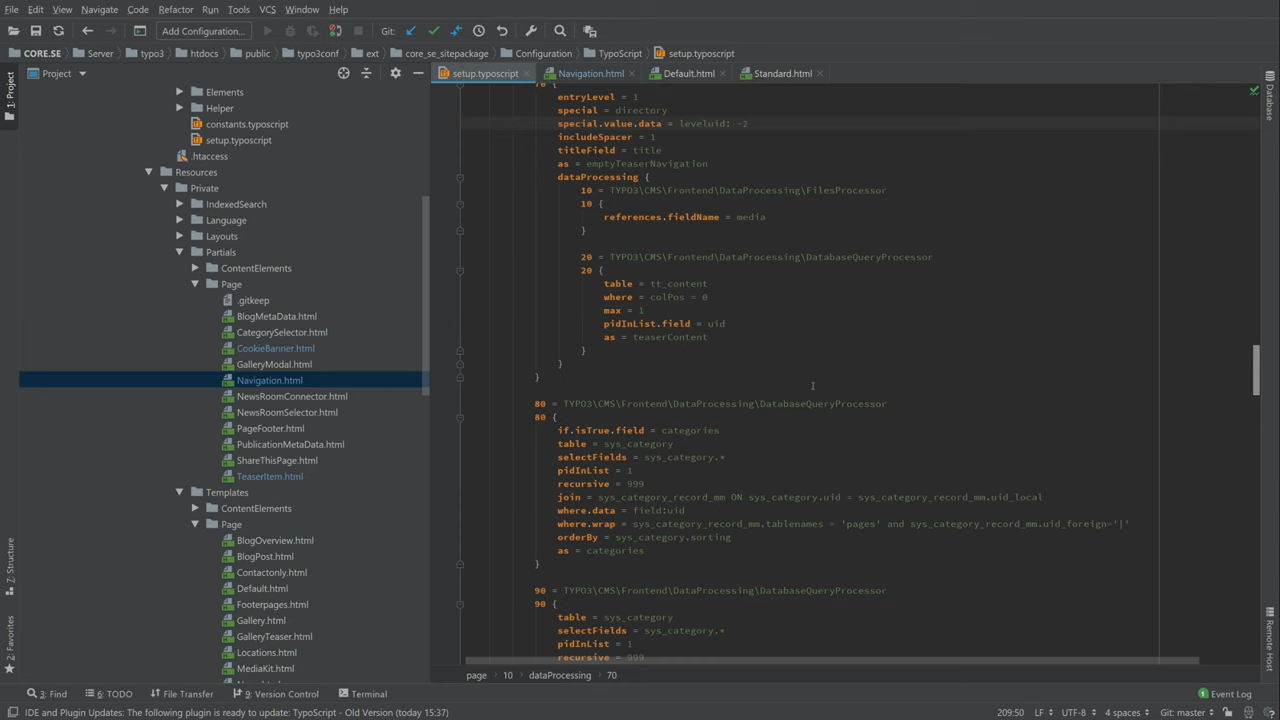 File Edit View Navigate Code Refactor Run Tools VCS Window Help
Add Configuration... Git:
CORE.SE Server typo3 htdocs public typo3conf ext core_se_sitepackage Configuration TypoScript setup.typoscript
1: Project
Z: Structure
2: Favorites
Project
Elements
Helper
constants.typoscript
setup.typoscript
.htaccess
Resources
Private
IndexedSearch
Language
Layouts
Partials
ContentElements
Page
.gitkeep
BlogMetaData.html
CategorySelector.html
CookieBanner.html
GalleryModal.html
Navigation.html
NewsRoomConnector.html
NewsRoomSelector.html
PageFooter.html
PublicationMetaData.html
ShareThisPage.html
TeaserItem.html
Templates
ContentElements
Page
BlogOverview.html
BlogPost.html
Contactonly.html
Default.html
Footerpages.html
Gallery.html
GalleryTeaser.html
Locations.html
MediaKit.html
setup.typoscript Navigation.html Default.html Standard.html
70 {
entryLevel = 1
special = directory
special.value.data = leveluid: -2
includeSpacer = 1
titleField = title
as = emptyTeaserNavigation
dataProcessing {
10 = TYPO3\CMS\Frontend\DataProcessing\FilesProcessor
10 {
references.fieldName = media
}
20 = TYPO3\CMS\Frontend\DataProcessing\DatabaseQueryProcessor
20 {
table = tt_content
where = colPos = 0
max = 1
pidInList.field = uid
as = teaserContent
}
}
}
80 = TYPO3\CMS\Frontend\DataProcessing\DatabaseQueryProcessor
80 {
if.isTrue.field = categories
table = sys_category
selectFields = sys_category.*
pidInList = 1
recursive = 999
join = sys_category_record_mm ON sys_category.uid = sys_category_record_mm.uid_local
where.data = field:uid
where.wrap = sys_category_record_mm.tablenames = 'pages' and sys_category_record_mm.uid_foreign='|'
orderBy = sys_category.sorting
as = categories
}
90 = TYPO3\CMS\Frontend\DataProcessing\DatabaseQueryProcessor
90 {
table = sys_category
selectFields = sys_category.*
pidInList = 1
recursive = 999
page 10 dataProcessing 70
Database
Remote Host
3: Find 6: TODO File Transfer 9: Version Control Terminal Event Log
IDE and Plugin Updates: The following plugin is ready to update: TypoScript - Old Version (today 15:37) 209:50 LF UTF-8 4 spaces Git: master